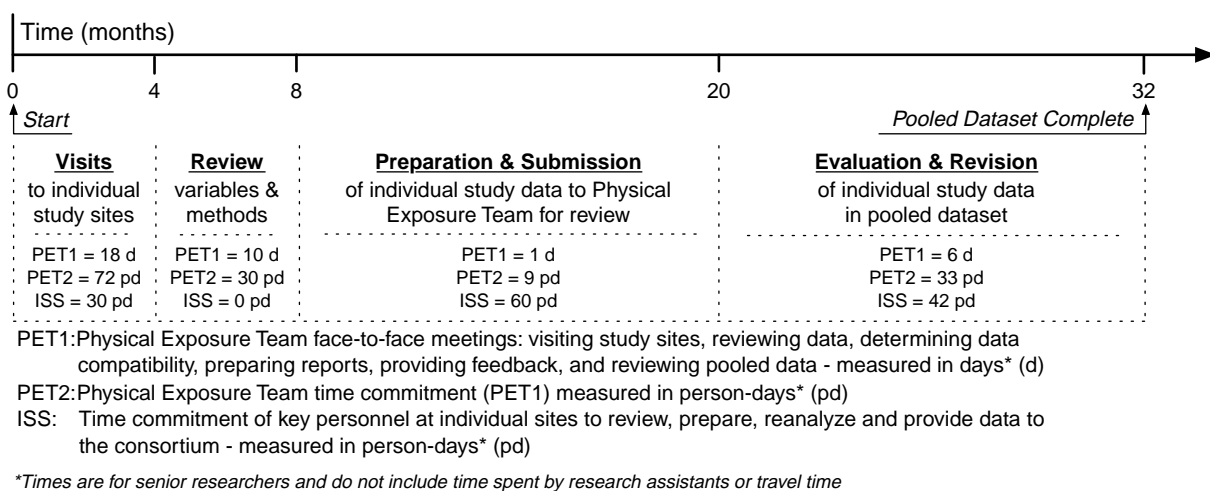 Time (months)
0 4 8 20 32
Start
Pooled Dataset Complete
Visits
to individual
study sites
PET1 = 18 d
PET2 = 72 pd
ISS = 30 pd
Review
variables &
methods
PET1 = 10 d
PET2 = 30 pd
ISS = 0 pd
Preparation & Submission
of individual study data to Physical
Exposure Team for review
PET1 = 1 d
PET2 = 9 pd
ISS = 60 pd
Evaluation & Revision
of individual study data
in pooled dataset
PET1 = 6 d
PET2 = 33 pd
ISS = 42 pd
PET1:Physical Exposure Team face-to-face meetings: visiting study sites, reviewing data, determining data
compatibility, preparing reports, providing feedback, and reviewing pooled data - measured in days* (d)
PET2:Physical Exposure Team time commitment (PET1) measured in person-days* (pd)
ISS: Time commitment of key personnel at individual sites to review, prepare, reanalyze and provide data to
the consortium - measured in person-days* (pd)
*Times are for senior researchers and do not include time spent by research assistants or travel time